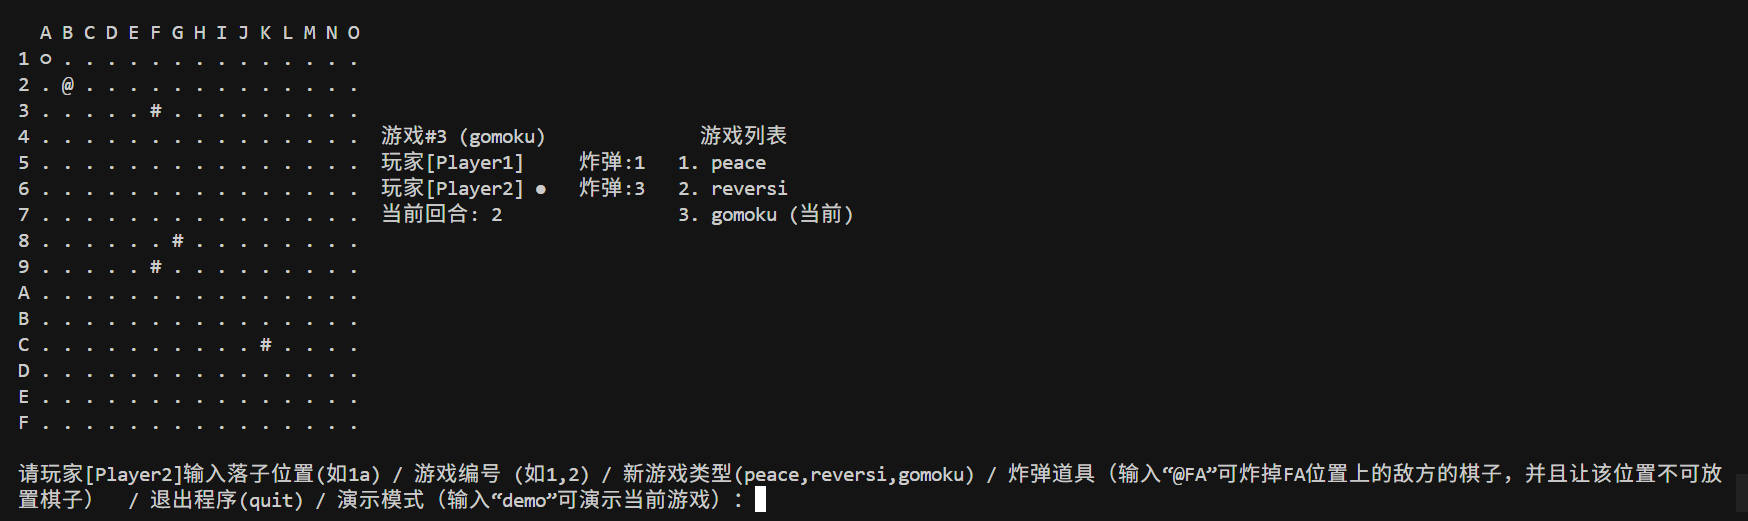 A B C D E F G H I J K L M N O
1 ○ . . . . . . . . . . . . . .
2 . @ . . . . . . . . . . . . .
3 . . . . . # . . . . . . . . .
4 . . . . . . . . . . . . . . .  游戏#3 (gomoku)              游戏列表
5 . . . . . . . . . . . . . . .  玩家[Player1]     炸弹:1   1. peace
6 . . . . . . . . . . . . . . .  玩家[Player2] ●   炸弹:3   2. reversi
7 . . . . . . . . . . . . . . .  当前回合: 2                3. gomoku (当前)
8 . . . . . . # . . . . . . . .
9 . . . . . # . . . . . . . . .
A . . . . . . . . . . . . . . .
B . . . . . . . . . . . . . . .
C . . . . . . . . . . # . . . .
D . . . . . . . . . . . . . . .
E . . . . . . . . . . . . . . .
F . . . . . . . . . . . . . . .
请玩家[Player2]输入落子位置(如1a) / 游戏编号 (如1,2) / 新游戏类型(peace,reversi,gomoku) / 炸弹道具（输入“@FA”可炸掉FA位置上的敌方的棋子，并且让该位置不可放
置棋子）  / 退出程序(quit) / 演示模式（输入“demo”可演示当前游戏）: